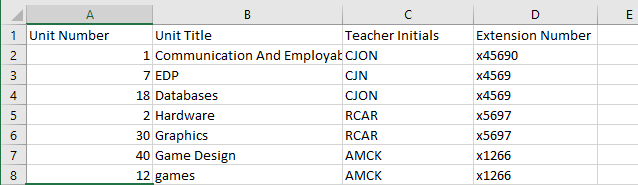 A B C D E
1 Unit Number Unit Title Teacher Initials Extension Number
2 1 Communication And Employab CJON x45690
3 7 EDP CJN x4569
4 18 Databases CJON x4569
5 2 Hardware RCAR x5697
6 30 Graphics RCAR x5697
7 40 Game Design AMCK x1266
8 12 games AMCK x1266